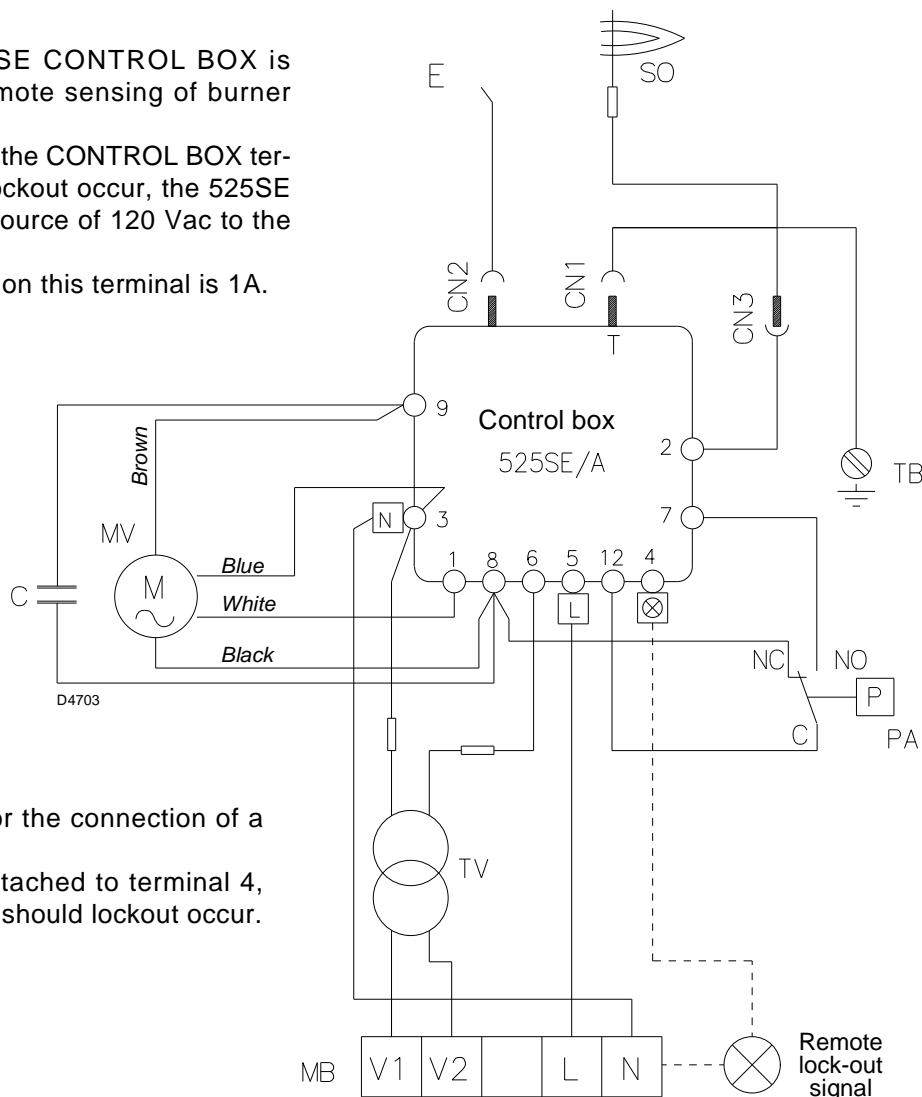 SE CONTROL BOX is
mote sensing of burner
the CONTROL BOX ter-
ockout occur, the 525SE
ource of 120 Vac to the
on this terminal is 1A.
E
SO
CN2
CN1
CN3
T
9
Control box
525SE/A
2
TB
Brown
N
3
7
MV
1
8
6
5
12
4
Blue
L
C
M
White
NC
NO
Black
P
D4703
C
PA
or the connection of a
TV
ttached to terminal 4,
should lockout occur.
MB
V1
V2
L
N
Remote
lock-out
signal